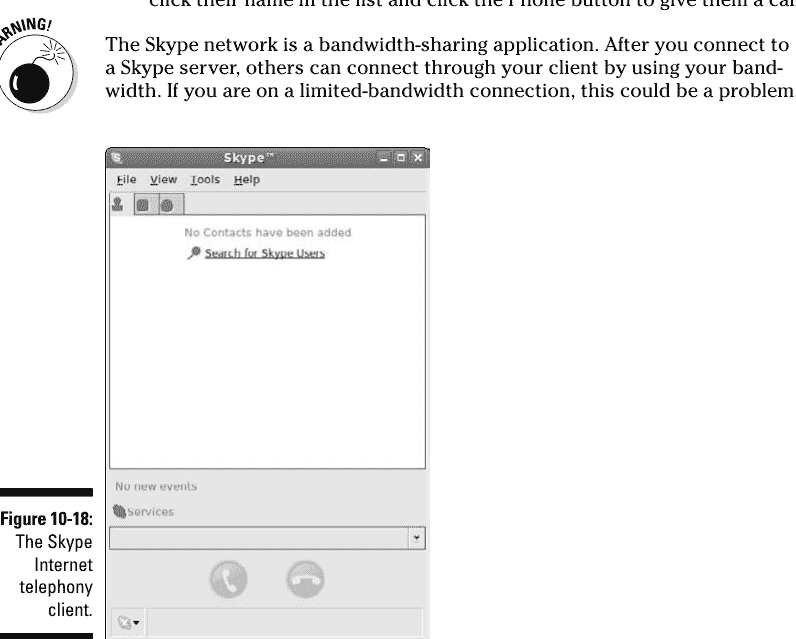 click their name in the list and click the Phone button to give them a cal
WARNING!
The Skype network is a bandwidth-sharing application. After you connect to
a Skype server, others can connect through your client by using your band-
width. If you are on a limited-bandwidth connection, this could be a problem
Skype™
File View Tools Help
No Contacts have been added
Search for Skype Users
No new events
Services
Figure 10-18:
The Skype
Internet
telephony
client.